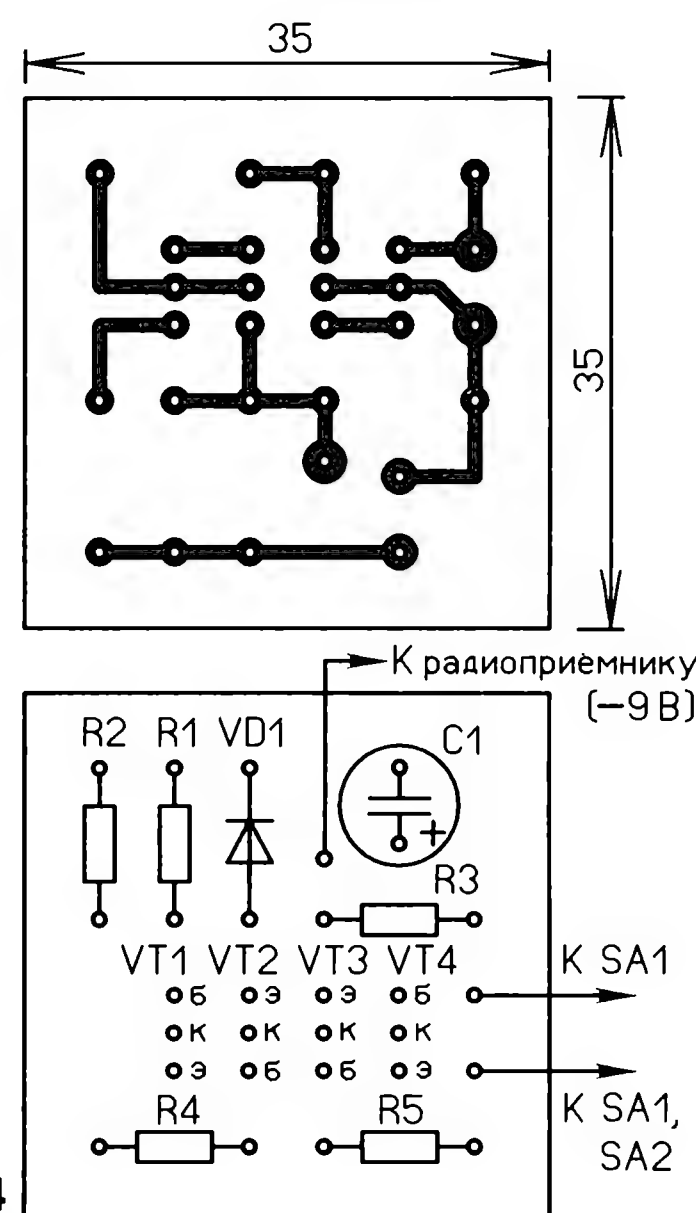 35
35
К радиоприемнику
(–9 В)
R2 R1 VD1 C1
+
R3
VT1 VT2 VT3 VT4 К SA1
б э э б
к к к к
э б б э
R4 R5 К SA1,
SA2
4